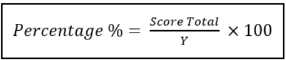 Percentage % = Score Total / Y × 100